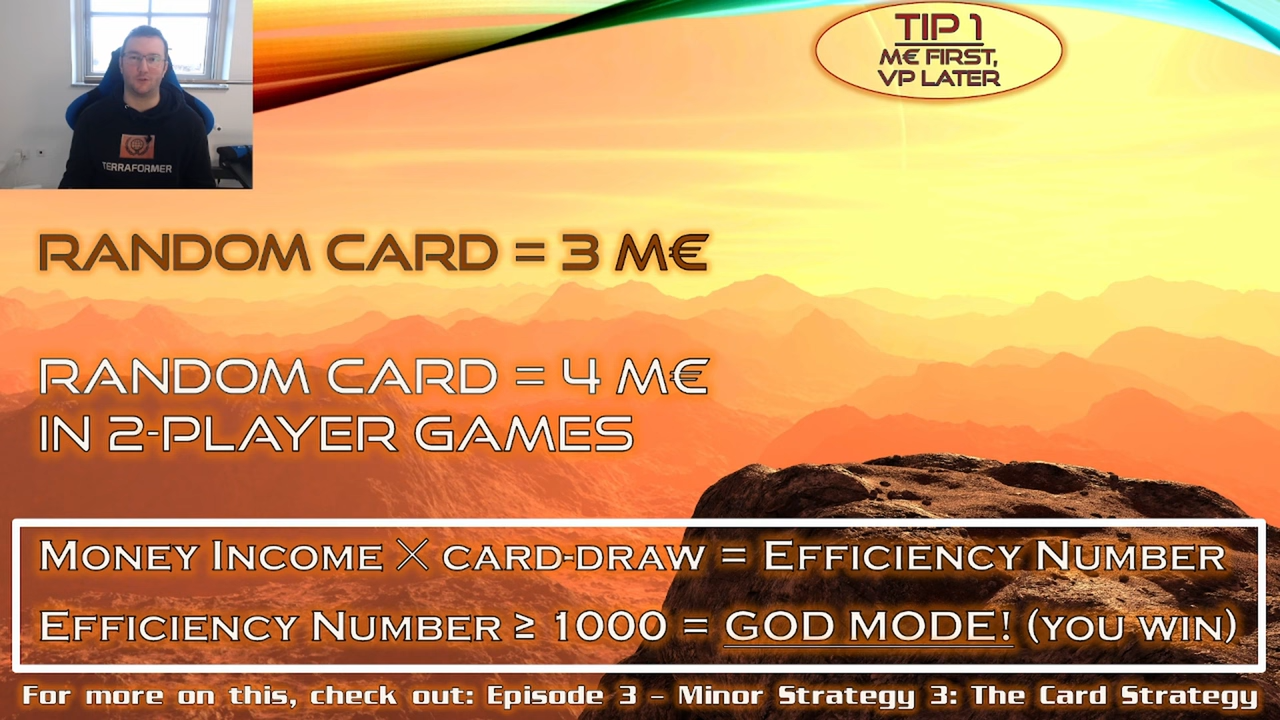 TIP 1
M€ FIRST,
VP LATER
TERRAFORMER
RANDOM CARD = 3 M€
RANDOM CARD = 4 M€
IN 2-PLAYER GAMES
MONEY INCOME × CARD-DRAW = EFFICIENCY NUMBER
EFFICIENCY NUMBER ≥ 1000 = GOD MODE! (YOU WIN)
For more on this, check out: Episode 3 – Minor Strategy 3: The Card Strategy